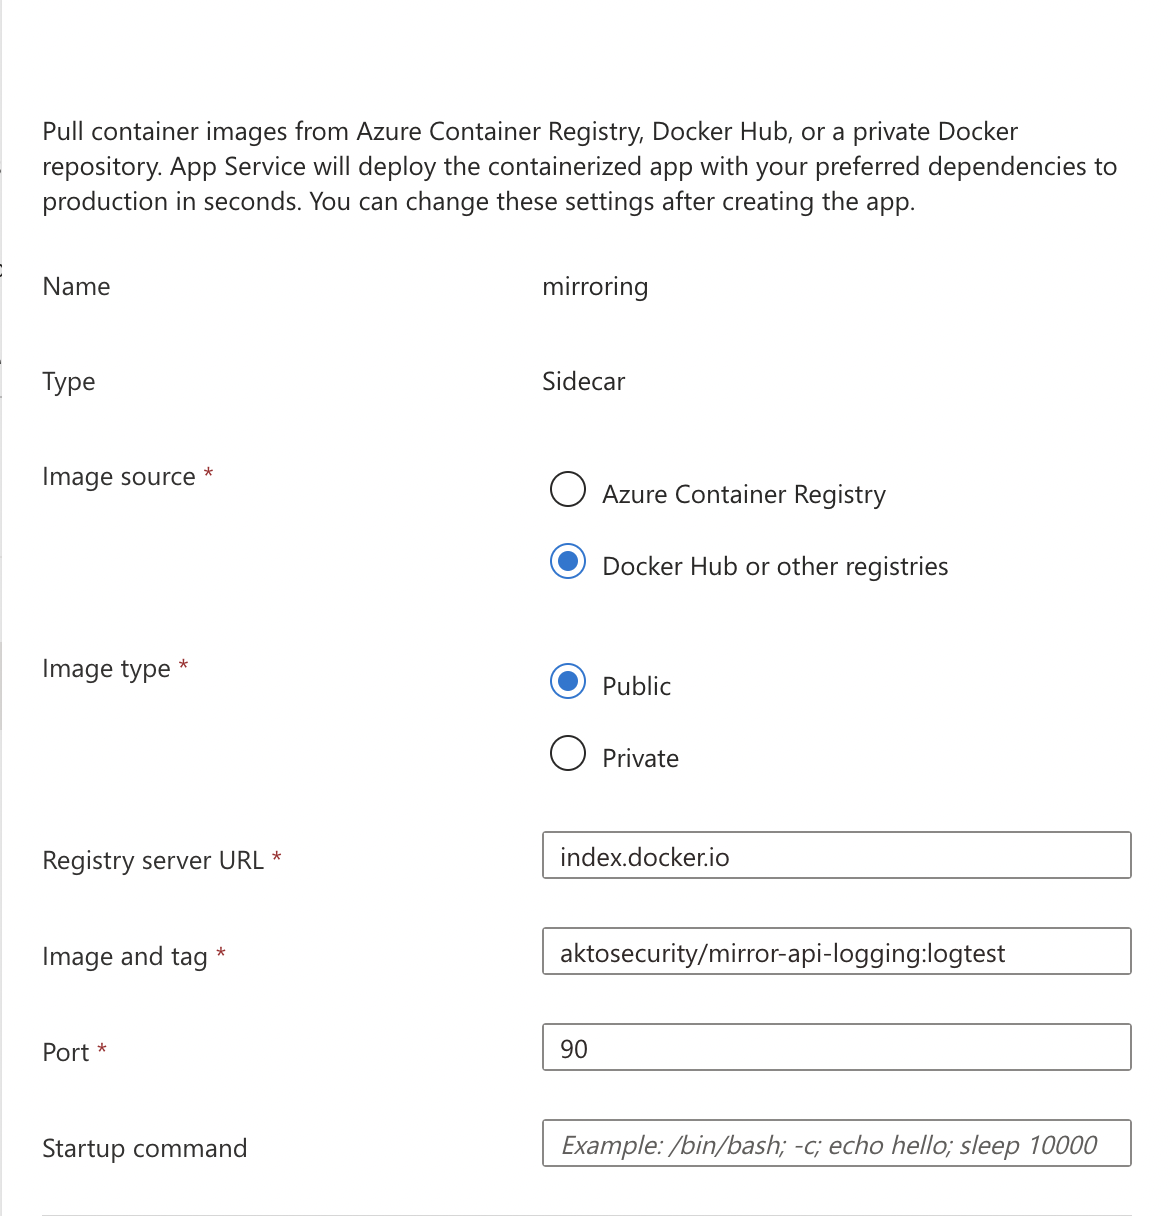 Pull container images from Azure Container Registry, Docker Hub, or a private Docker
repository. App Service will deploy the containerized app with your preferred dependencies to
production in seconds. You can change these settings after creating the app.
Name mirroring
Type Sidecar
Image source *
Azure Container Registry
Docker Hub or other registries
Image type *
Public
Private
Registry server URL * index.docker.io
Image and tag * aktosecurity/mirror-api-logging:logtest
Port * 90
Startup command Example: /bin/bash; -c; echo hello; sleep 10000